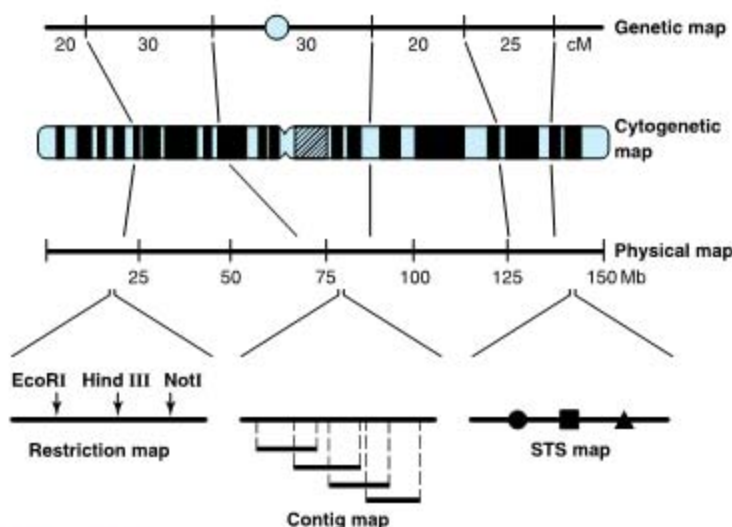 Genetic map
20 30 30 20 25 cM
Cytogenetic
map
Physical map
25 50 75 100 125 150 Mb
EcoRI Hind III NotI
Restriction map
STS map
Contig map